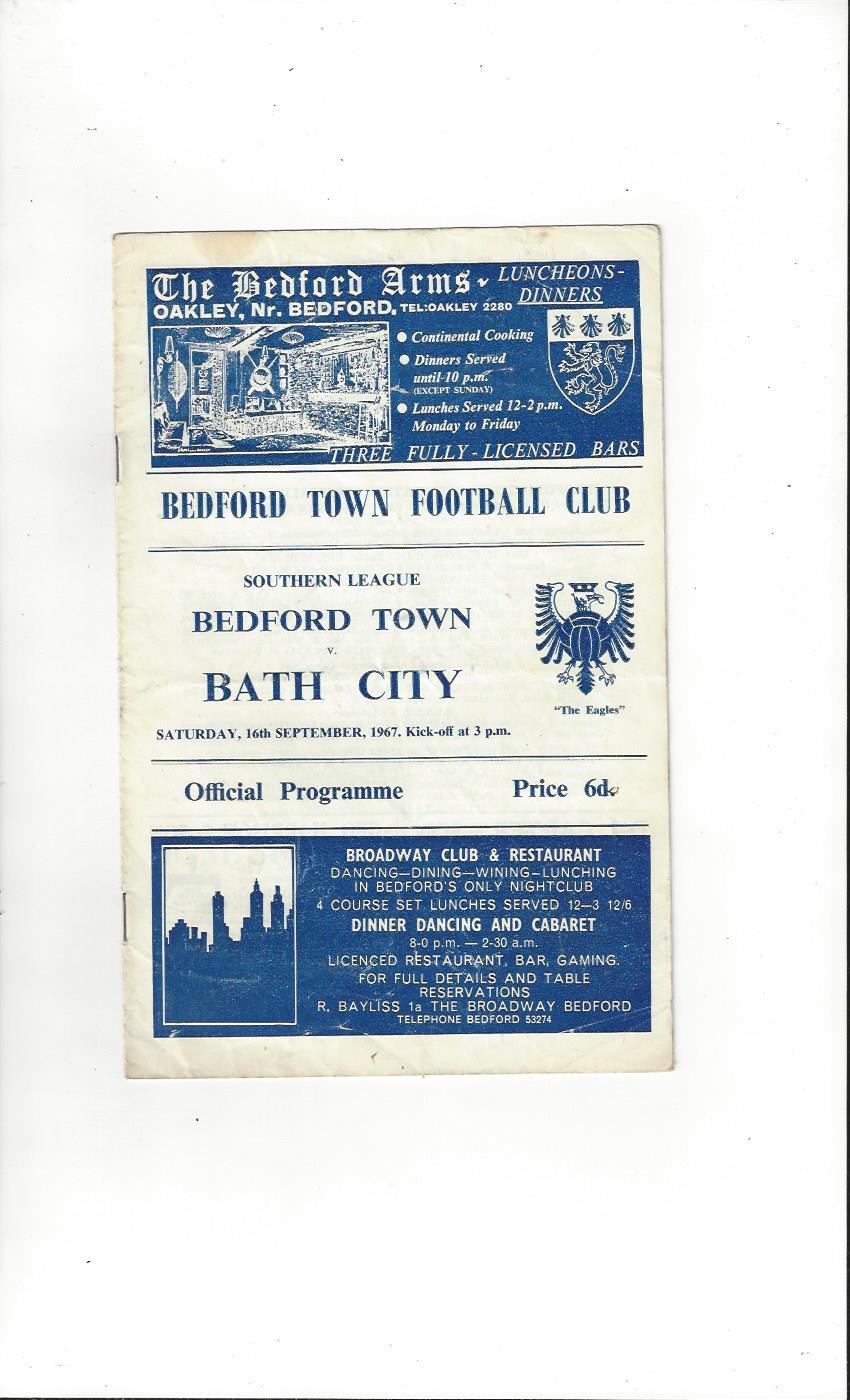 The Bedford Arms
LUNCHEONS-
DINNERS
OAKLEY, Nr. BEDFORD. TEL:OAKLEY 2280
● Continental Cooking
● Dinners Served
until 10 p.m.
(EXCEPT SUNDAY)
● Lunches Served 12-2 p.m.
Monday to Friday
THREE FULLY-LICENSED BARS
BEDFORD TOWN FOOTBALL CLUB
SOUTHERN LEAGUE
BEDFORD TOWN
v.
BATH CITY
"The Eagles"
SATURDAY, 16th SEPTEMBER, 1967. Kick-off at 3 p.m.
Official Programme Price 6d.
BROADWAY CLUB & RESTAURANT
DANCING—DINING—WINING—LUNCHING
IN BEDFORD'S ONLY NIGHTCLUB
4 COURSE SET LUNCHES SERVED 12—3 12/6
DINNER DANCING AND CABARET
8-0 p.m. — 2-30 a.m.
LICENCED RESTAURANT, BAR, GAMING.
FOR FULL DETAILS AND TABLE
RESERVATIONS
R. BAYLISS 1a THE BROADWAY BEDFORD
TELEPHONE BEDFORD 53274